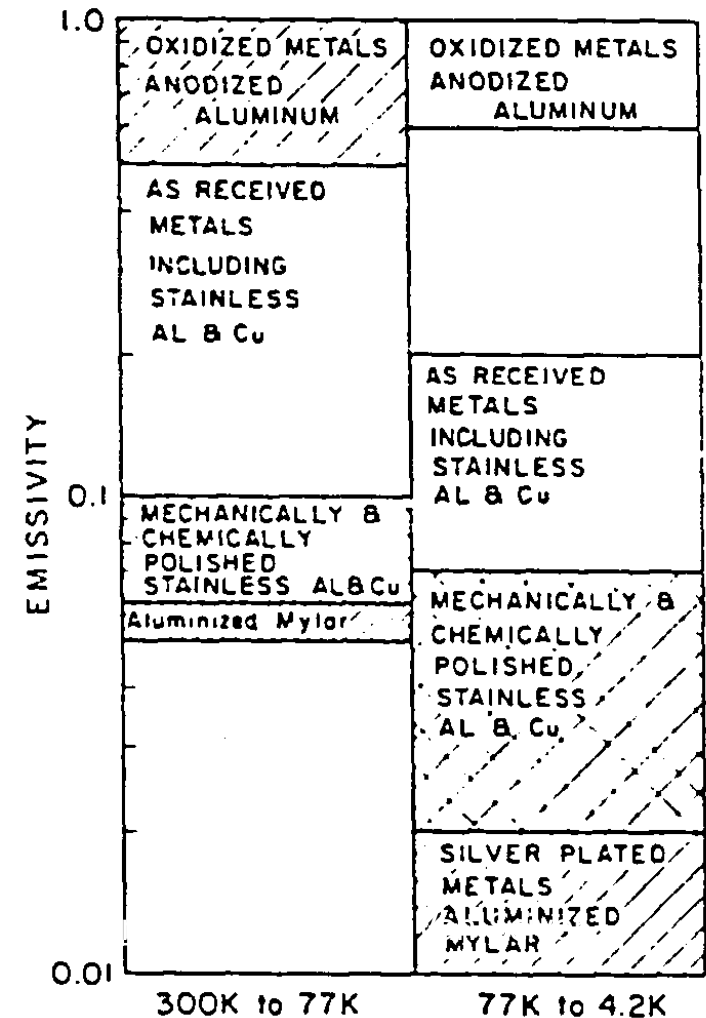 1.0
OXIDIZED METALS
ANODIZED
ALUMINUM
AS RECEIVED
METALS
INCLUDING
STAINLESS
AL & Cu
0.1
MECHANICALLY &
CHEMICALLY
POLISHED
STAINLESS AL&Cu
Aluminized Mylar
OXIDIZED METALS
ANODIZED
ALUMINUM
AS RECEIVED
METALS
INCLUDING
STAINLESS
AL & Cu
MECHANICALLY &
CHEMICALLY
POLISHED
STAINLESS
AL & Cu
SILVER PLATED
METALS
ALUMINIZED
MYLAR
0.01
EMISSIVITY
300K to 77K
77K to 4.2K